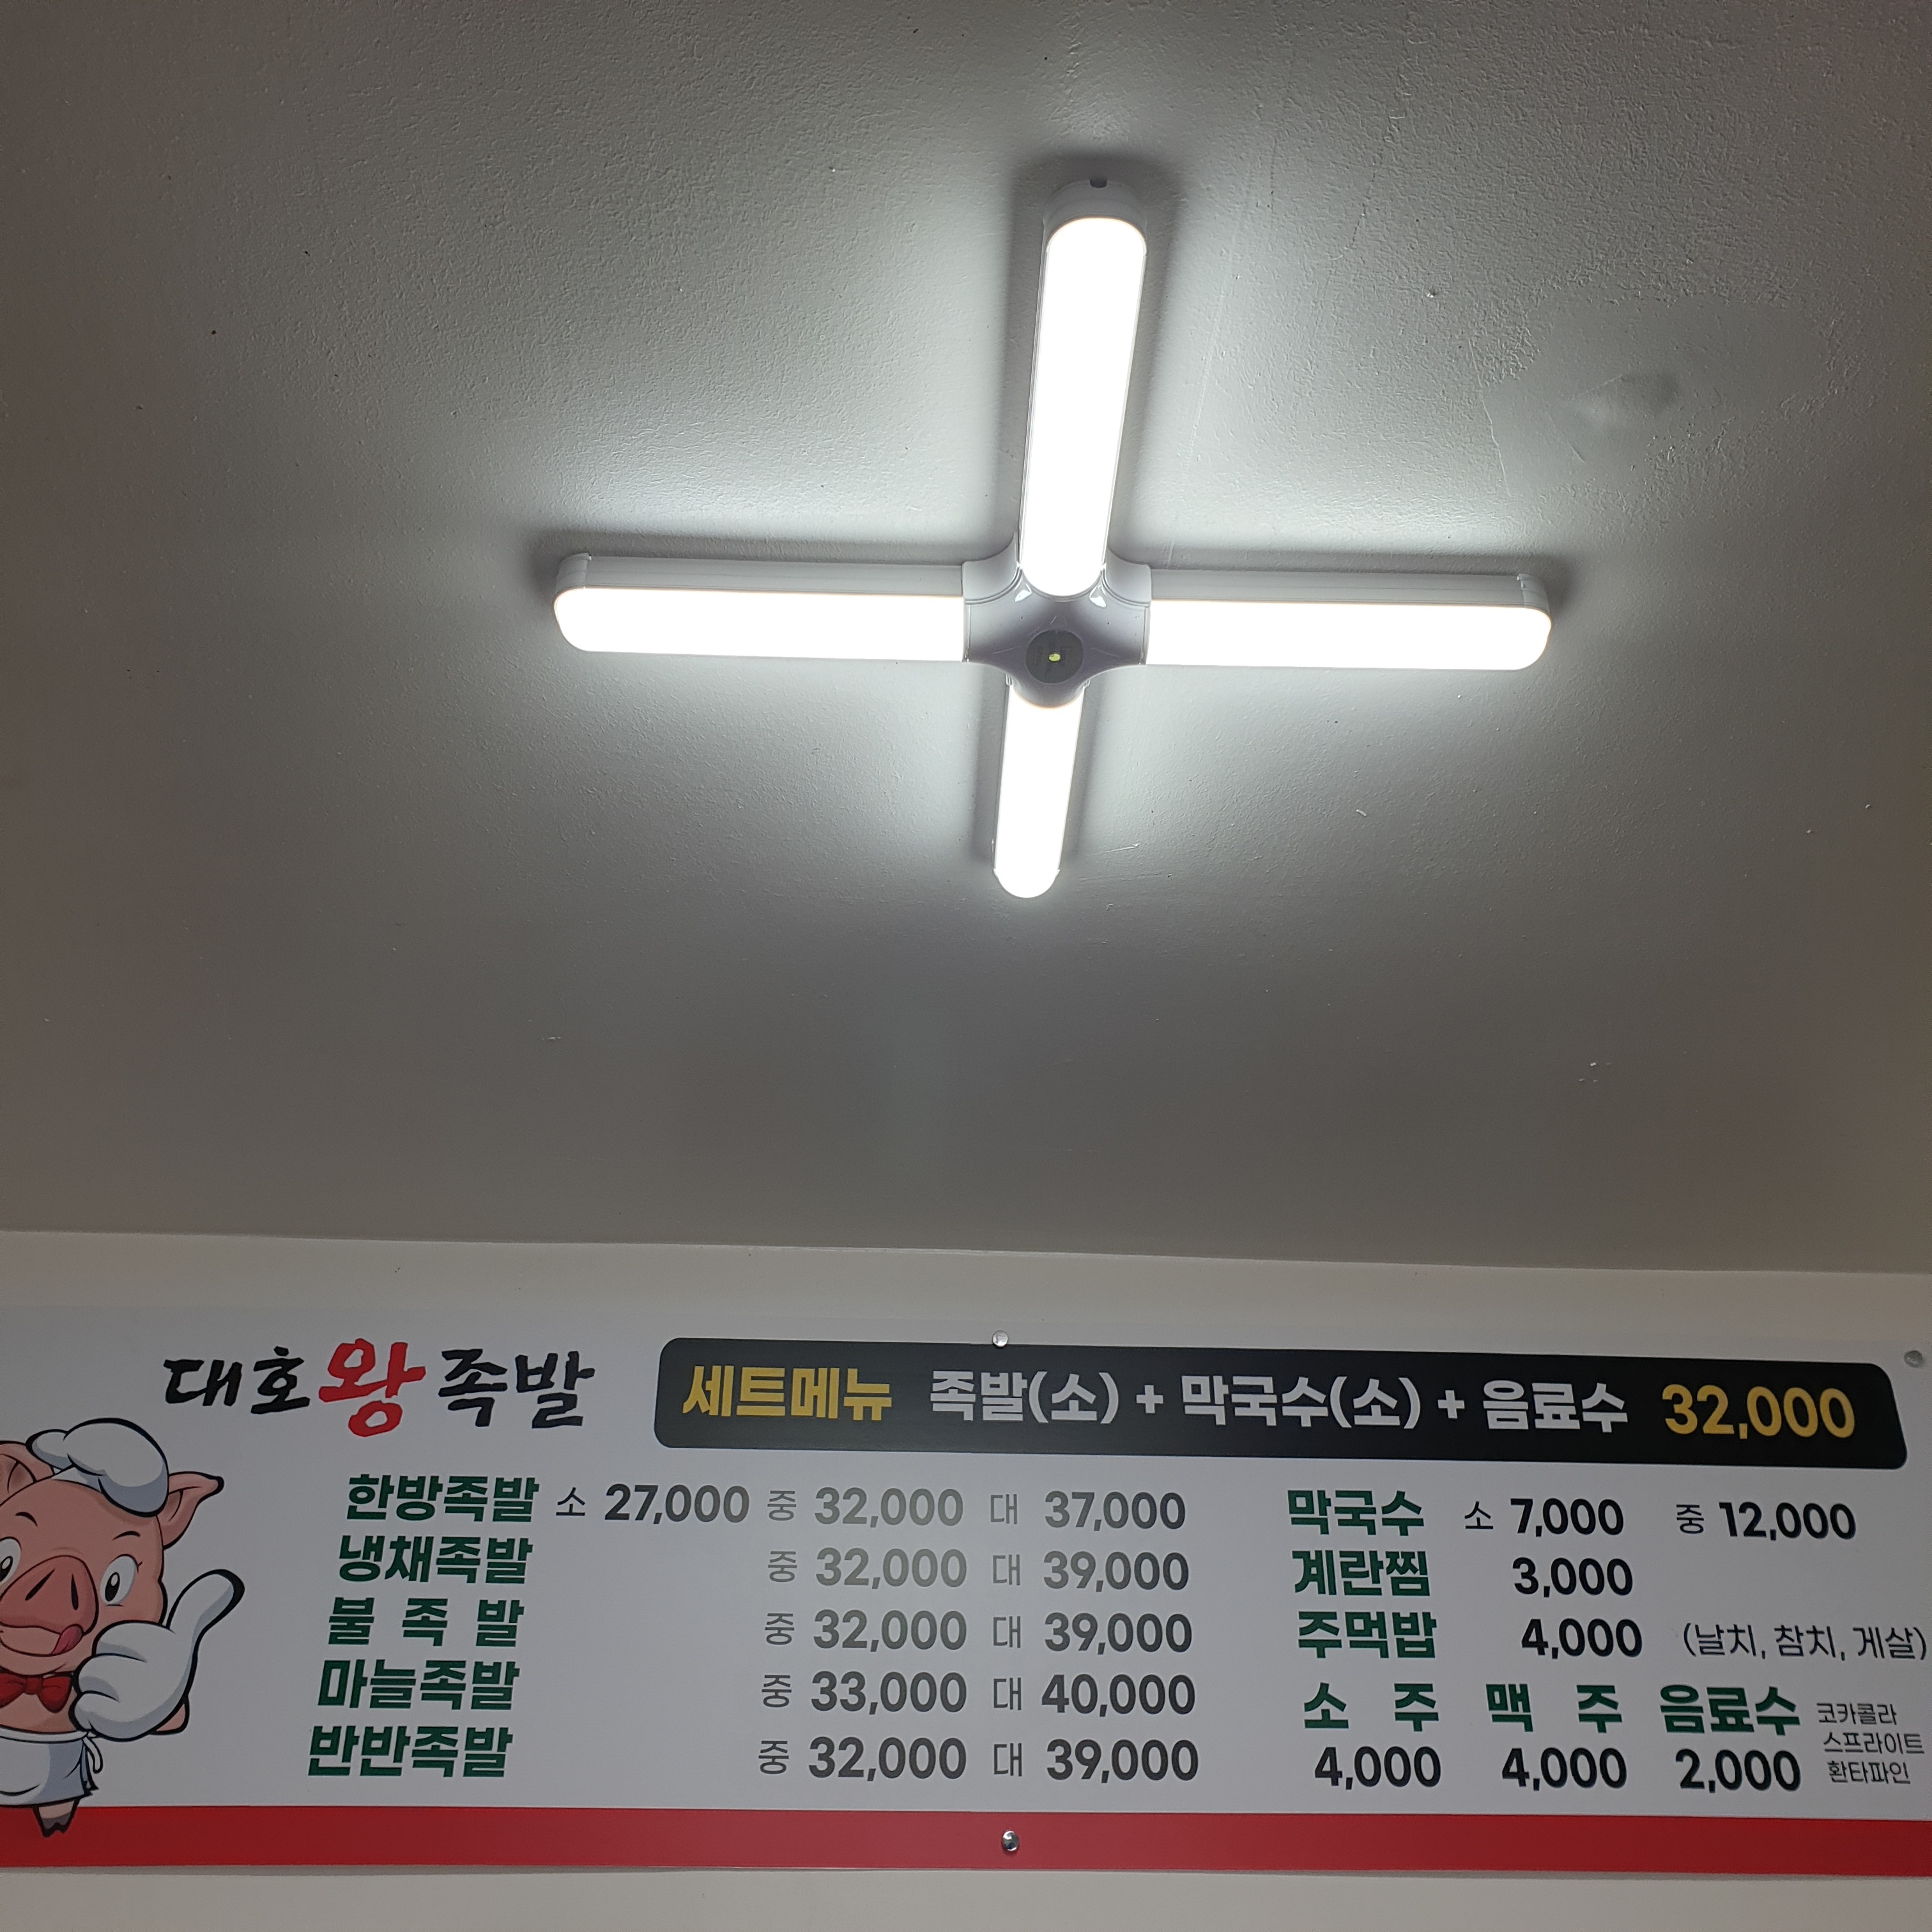 대호왕족발
세트메뉴 족발(소) + 막국수(소) + 음료수 32,000
한방족발 소 27,000 중 32,000 대 37,000
냉채족발 중 32,000 대 39,000
불 족 발 중 32,000 대 39,000
마늘족발 중 33,000 대 40,000
반반족발 중 32,000 대 39,000
막국수 소 7,000 중 12,000
계란찜 3,000
주먹밥 4,000 (날치, 참치, 게살)
소 주 맥 주 음료수 코카콜라
스프라이트
4,000 4,000 2,000 환타파인